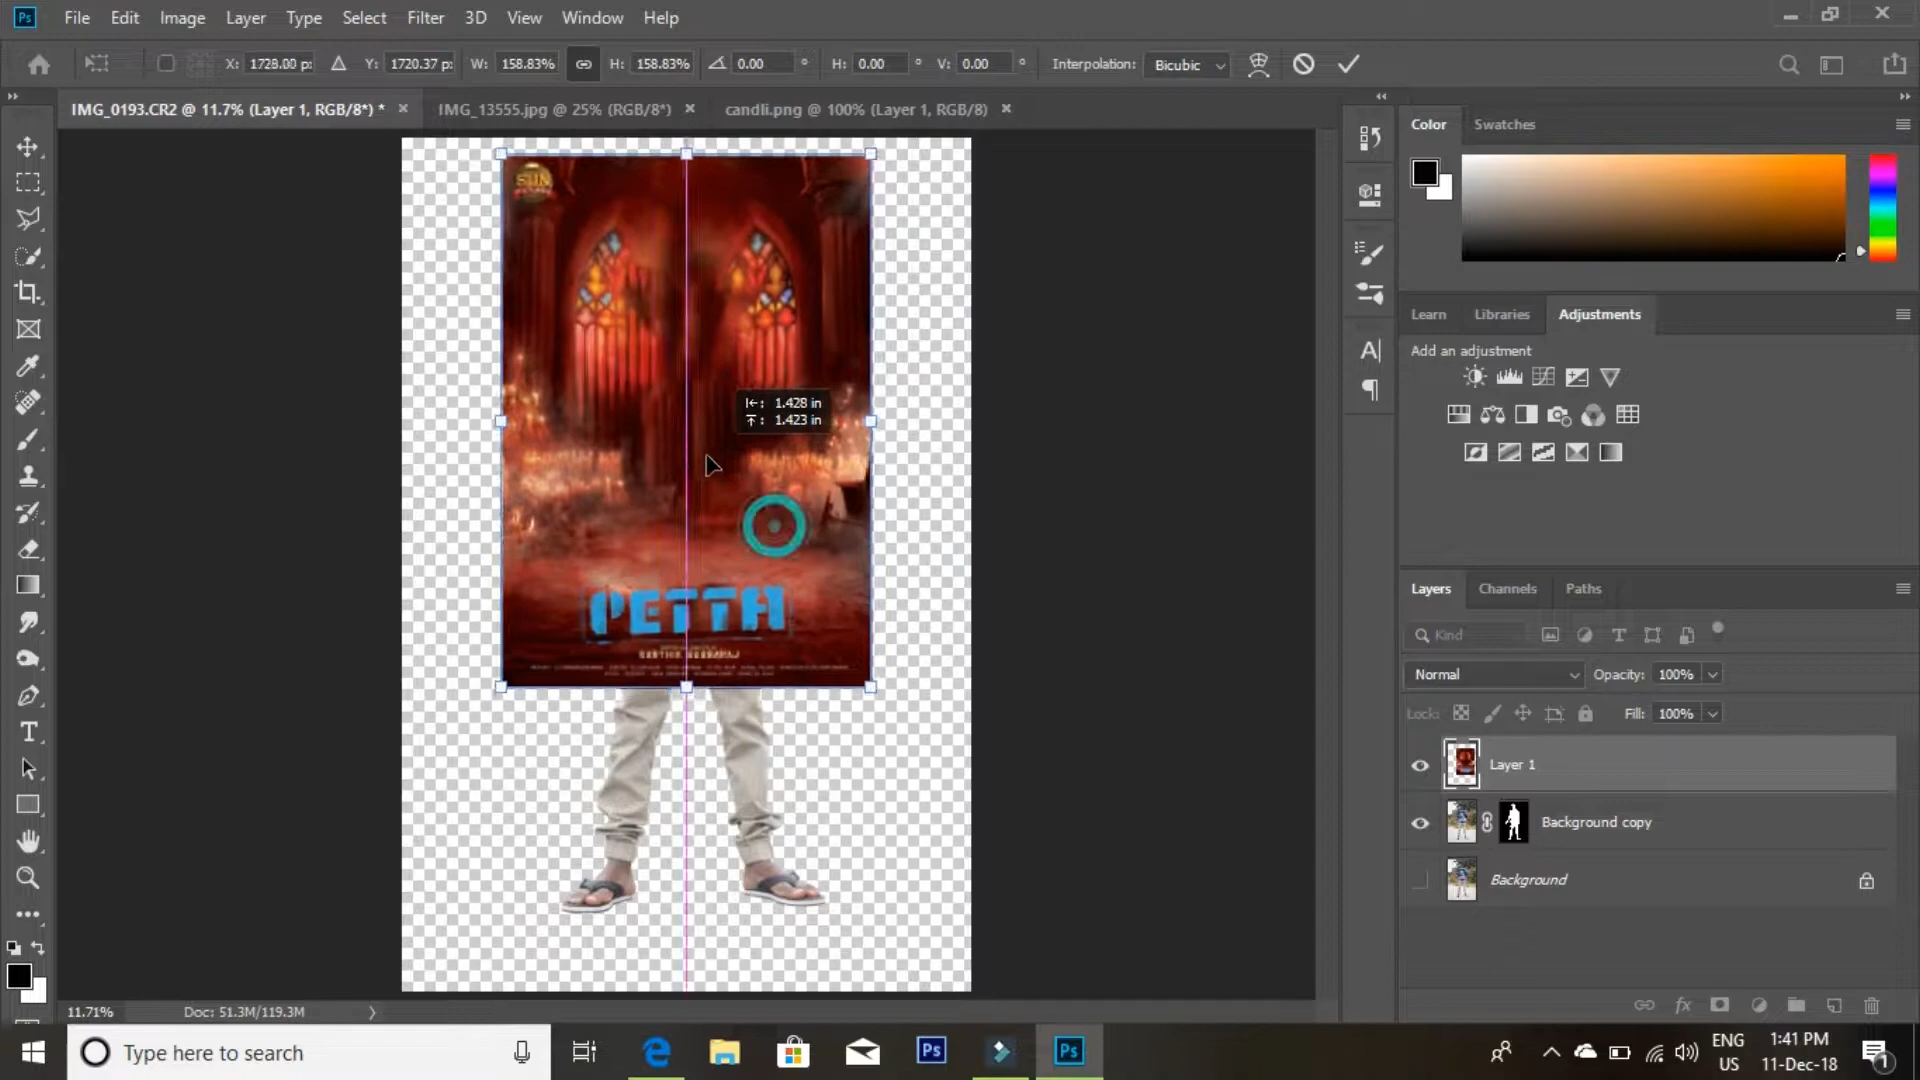 File Edit Image Layer Type Select Filter 3D View Window Help
X: 1728.00 p: Y: 1720.37 p: W: 158.83% H: 158.83% 0.00 ° H: 0.00 ° V: 0.00 ° Interpolation: Bicubic
IMG_0193.CR2 @ 11.7% (Layer 1, RGB/8*) * IMG_13555.jpg @ 25% (RGB/8*) candli.png @ 100% (Layer 1, RGB/8)
Color Swatches
SUN
Learn Libraries Adjustments
Add an adjustment
1.428 in
1.423 in
PETTA
Layers Channels Paths
Kind
Normal Opacity: 100%
Lock: Fill: 100%
Layer 1
Background copy
Background
11.71% Doc: 51.3M/119.3M
Type here to search
ENG
US
1:41 PM
11-Dec-18
1